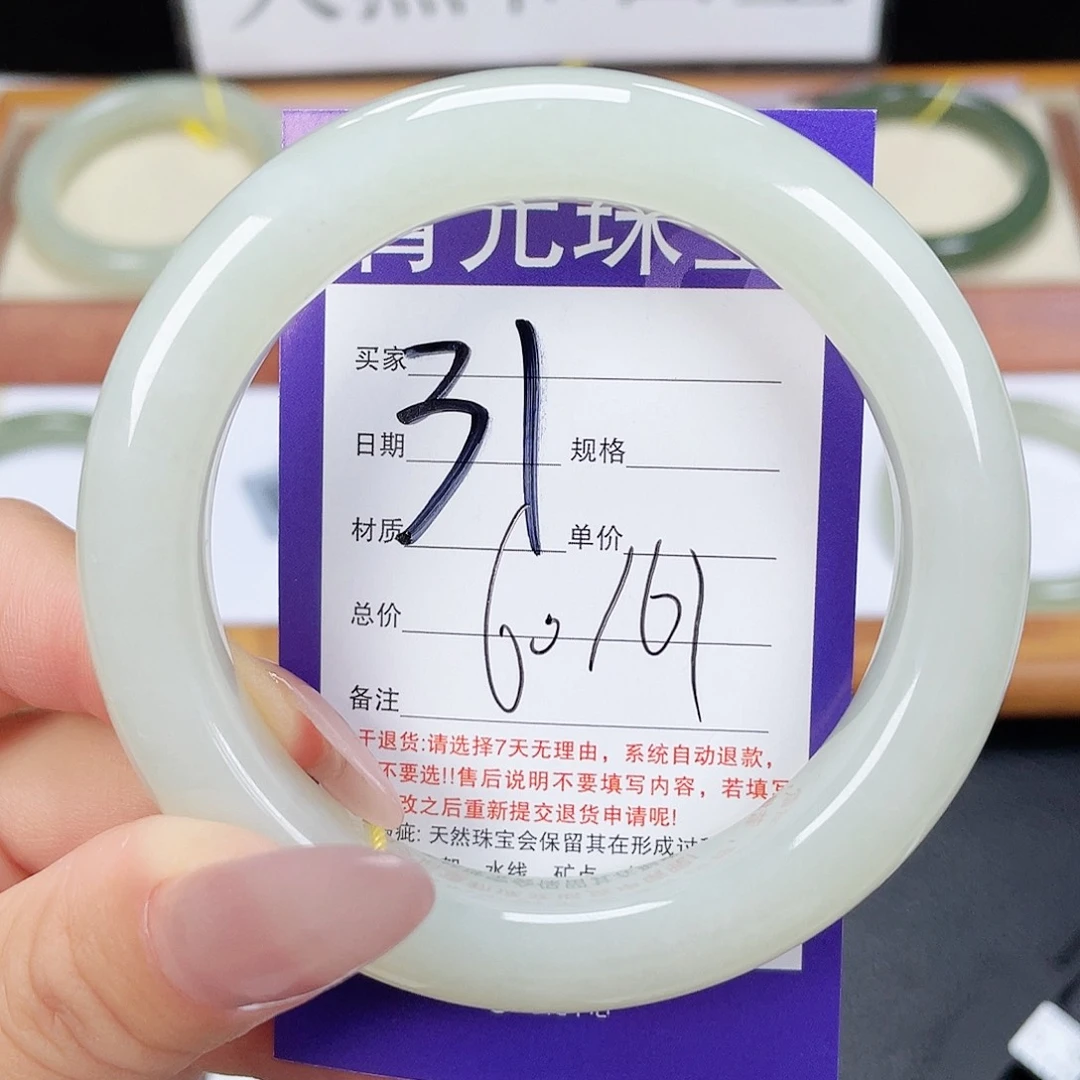 元珠
买家
31
日期 规格
材质 单价
60/161
总价
备注
干退货:请选择7天无理由，系统自动退款，
不要选!!售后说明不要填写内容，若填写
改之后重新提交退货申请呢!
疵: 天然珠宝会保留其在形成过
水线 矿点